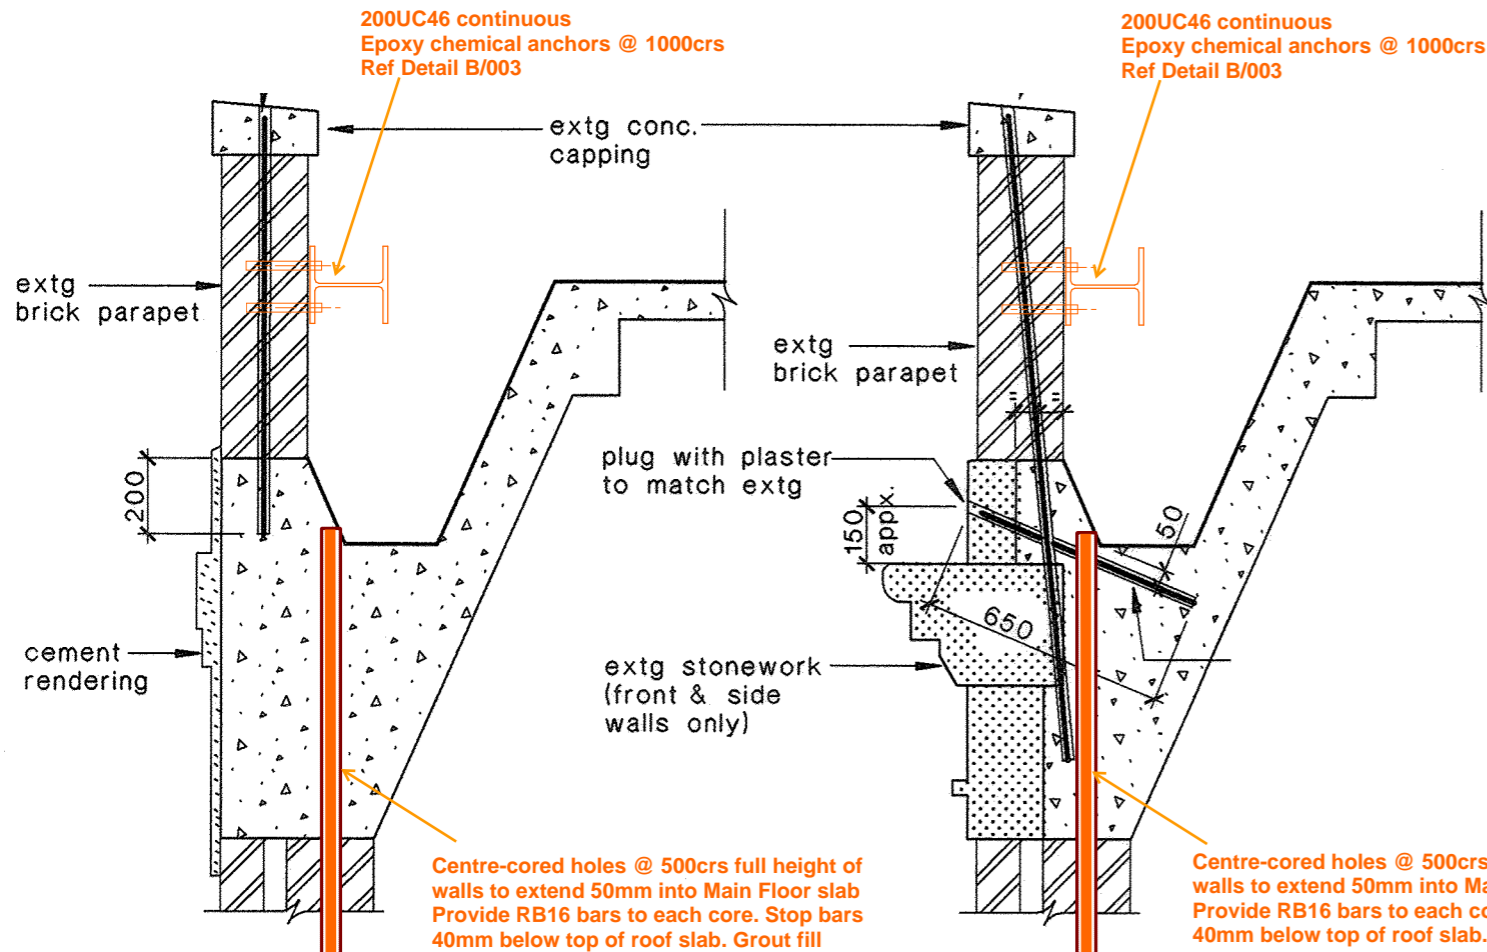 200UC46 continuous
Epoxy chemical anchors @ 1000crs
Ref Detail B/003
extg conc.
capping
extg
brick parapet
200
cement
rendering
Centre-cored holes @ 500crs full height of
walls to extend 50mm into Main Floor slab
Provide RB16 bars to each core. Stop bars
40mm below top of roof slab. Grout fill
200UC46 continuous
Epoxy chemical anchors @ 1000crs
Ref Detail B/003
extg
brick parapet
= =
plug with plaster
to match extg
150
appx.
50
650
extg stonework
(front & side
walls only)
Centre-cored holes @ 500crs
walls to extend 50mm into Ma
Provide RB16 bars to each co
40mm below top of roof slab.